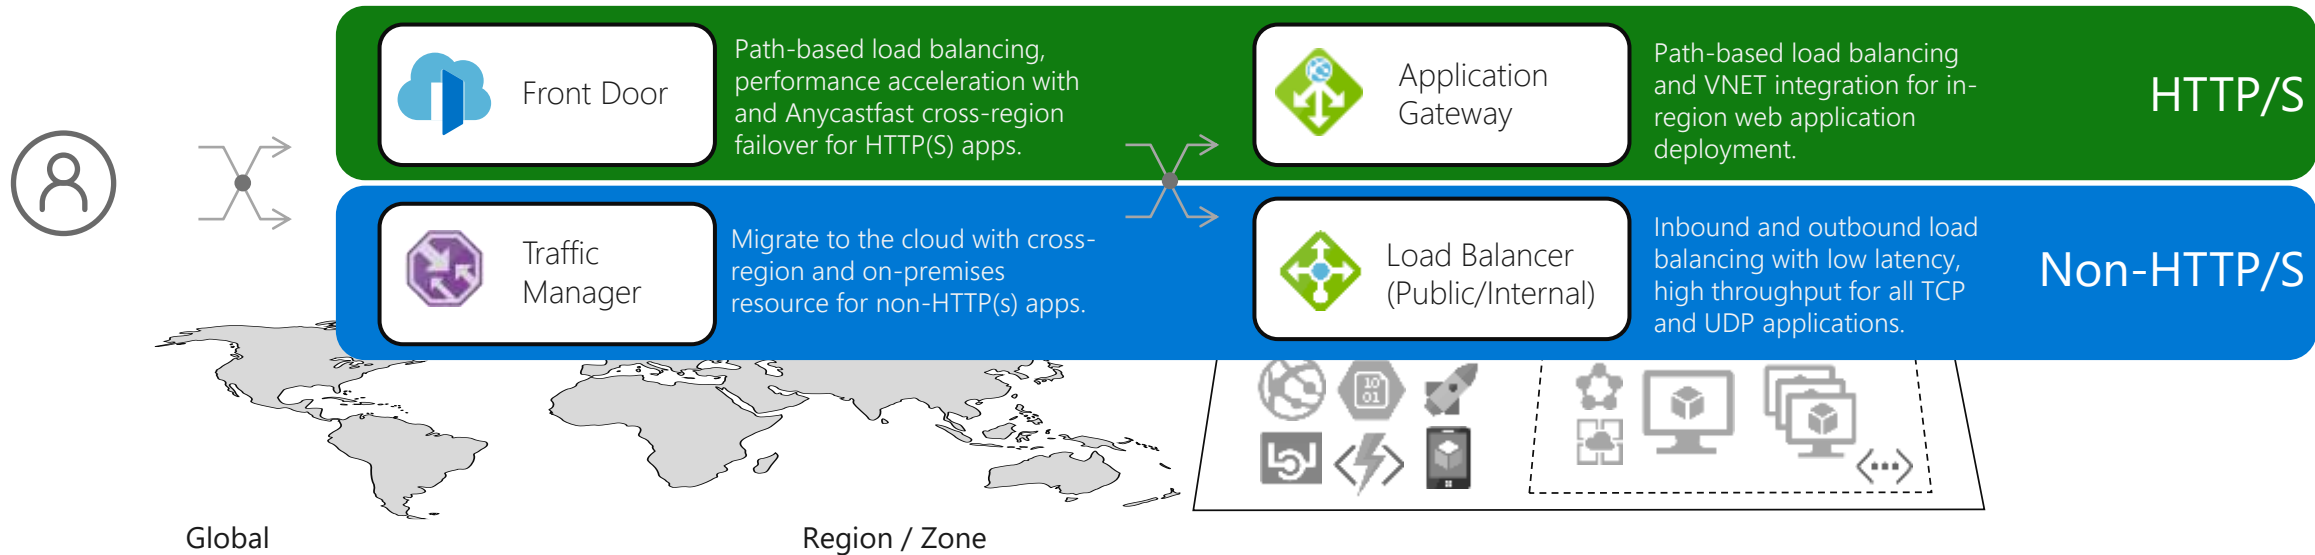 Front Door
Path-based load balancing,
performance acceleration with
and Anycastfast cross-region
failover for HTTP(S) apps.
Application
Gateway
Path-based load balancing
and VNET integration for in-
region web application
deployment.
HTTP/S
Traffic
Manager
Migrate to the cloud with cross-
region and on-premises
resource for non-HTTP(s) apps.
Load Balancer
(Public/Internal)
Inbound and outbound load
balancing with low latency,
high throughput for all TCP
and UDP applications.
Non-HTTP/S
10
01
Global
Region / Zone